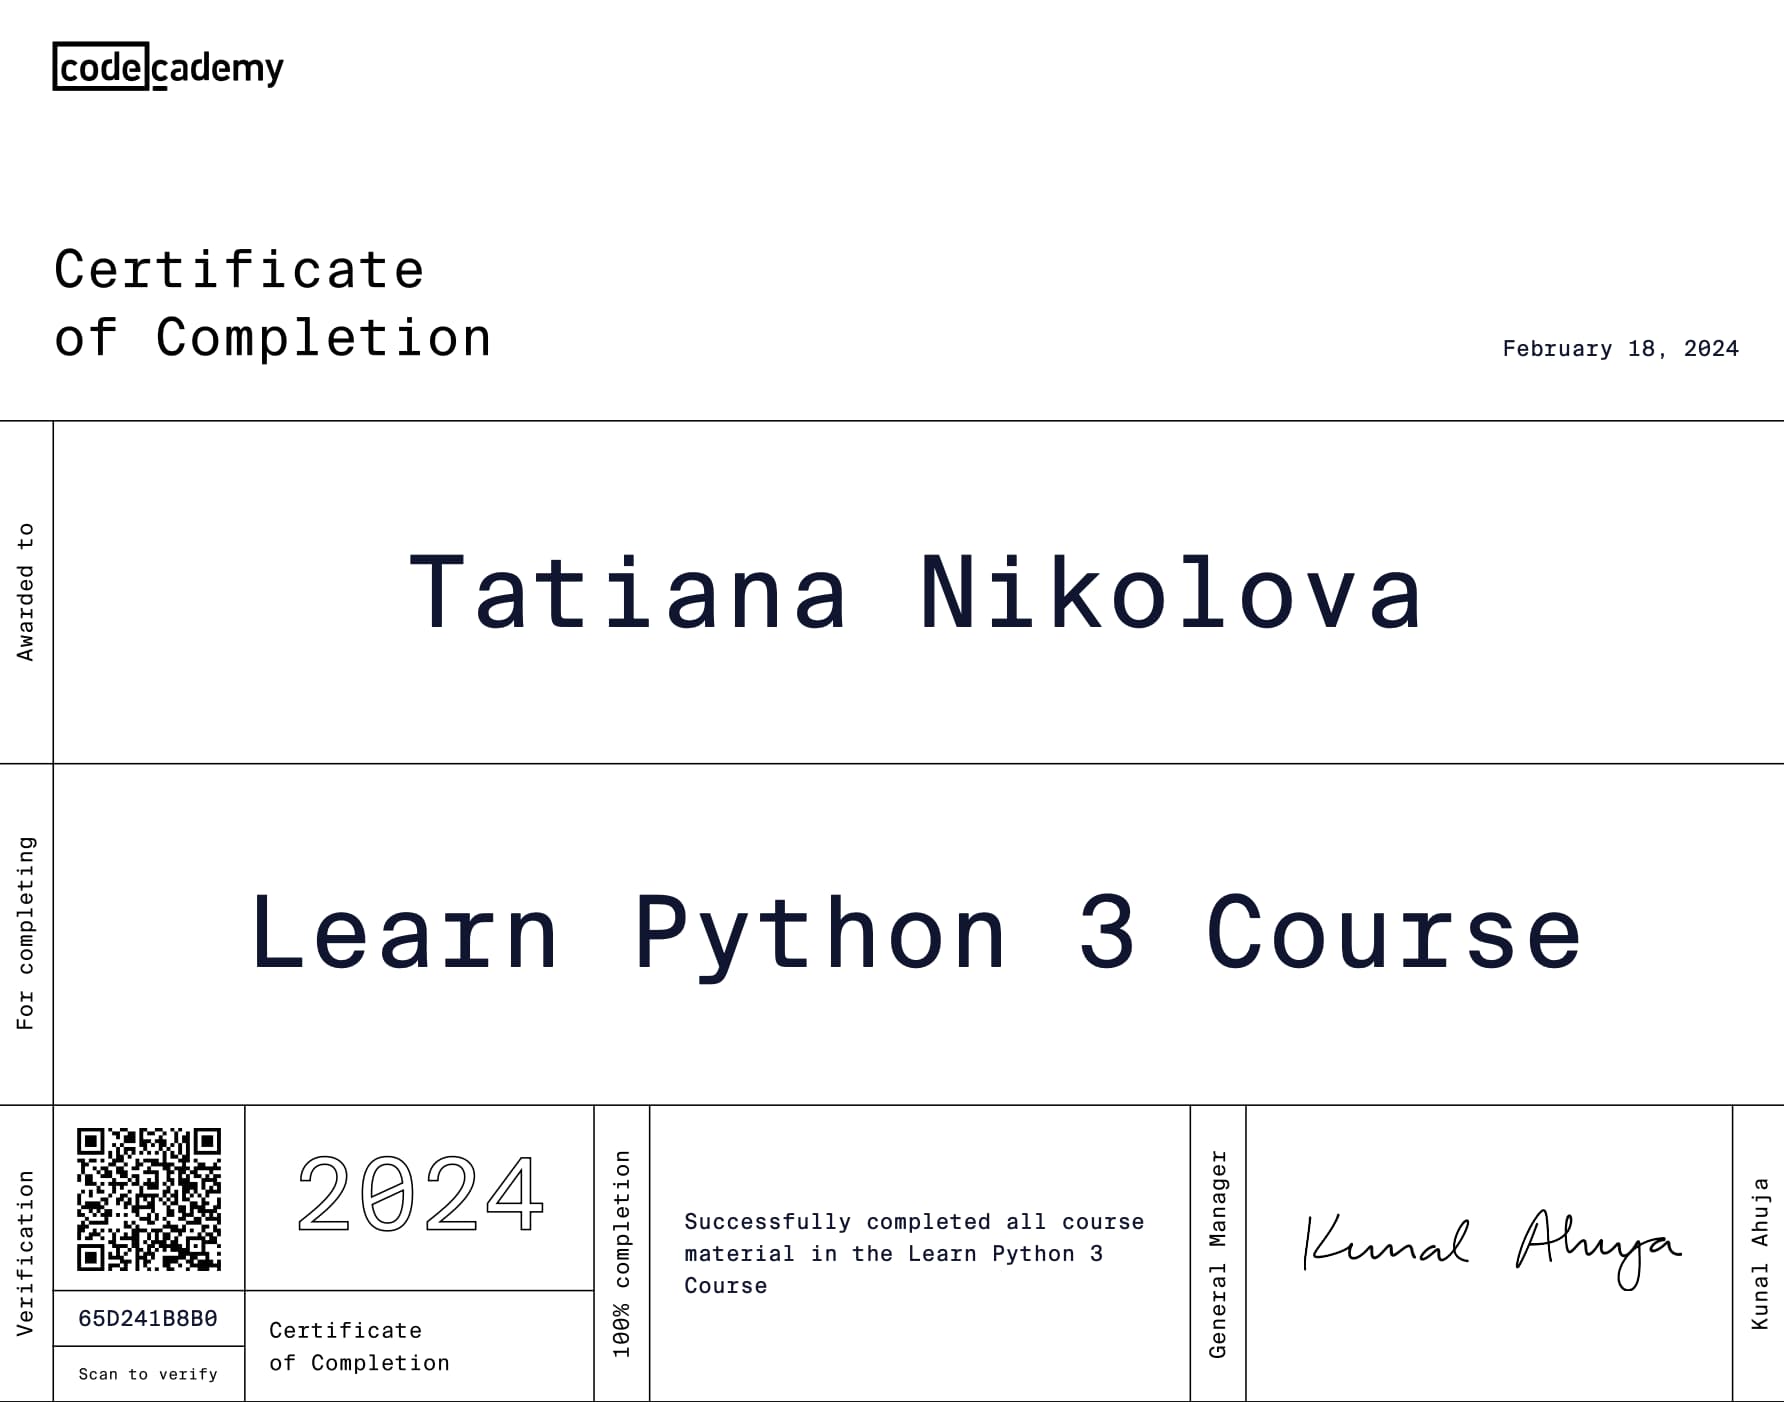 codecademy
Certificate
of Completion
February 18, 2024
Awarded to
Tatiana Nikolova
For completing
Learn Python 3 Course
Verification
65D241B8B0
Scan to verify
2024
Certificate
of Completion
100% completion
Successfully completed all course
material in the Learn Python 3
Course
General Manager
Kunal Ahuja
Kunal Ahuja